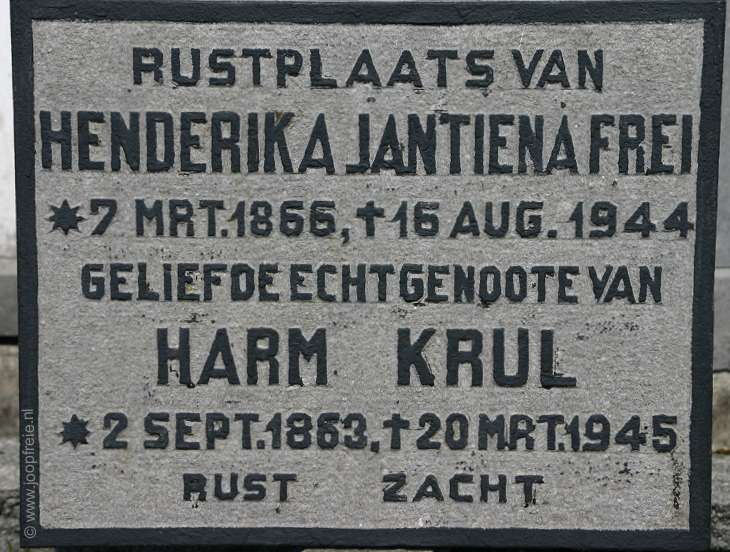 RUSTPLAATS VAN
HENDERIKA JANTIENA FREI
✶7 MRT.1866,✝16 AUG.1944
GELIEFDE ECHTGENOOTE VAN
HARM KRUL
✶2 SEPT.1863,✝20 MRT.1945
RUST ZACHT
© www.joopfreie.nl